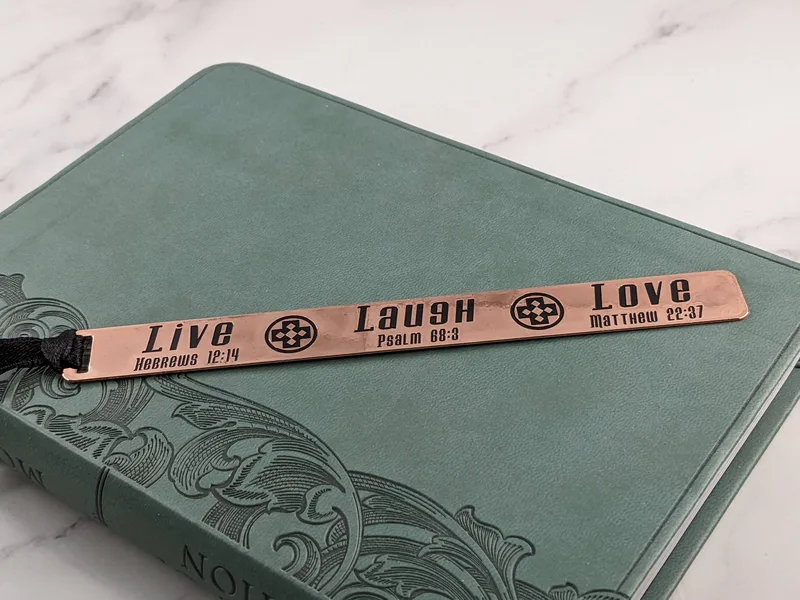 Live
Hebrews 12:14
Laugh
Psalm 68:3
Love
Matthew 22:37